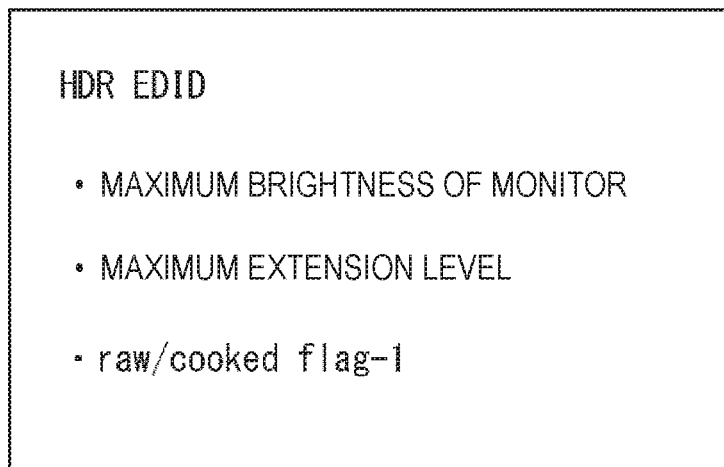 HDR EDID
・ MAXIMUM BRIGHTNESS OF MONITOR
・ MAXIMUM EXTENSION LEVEL
・ raw/cooked flag-1